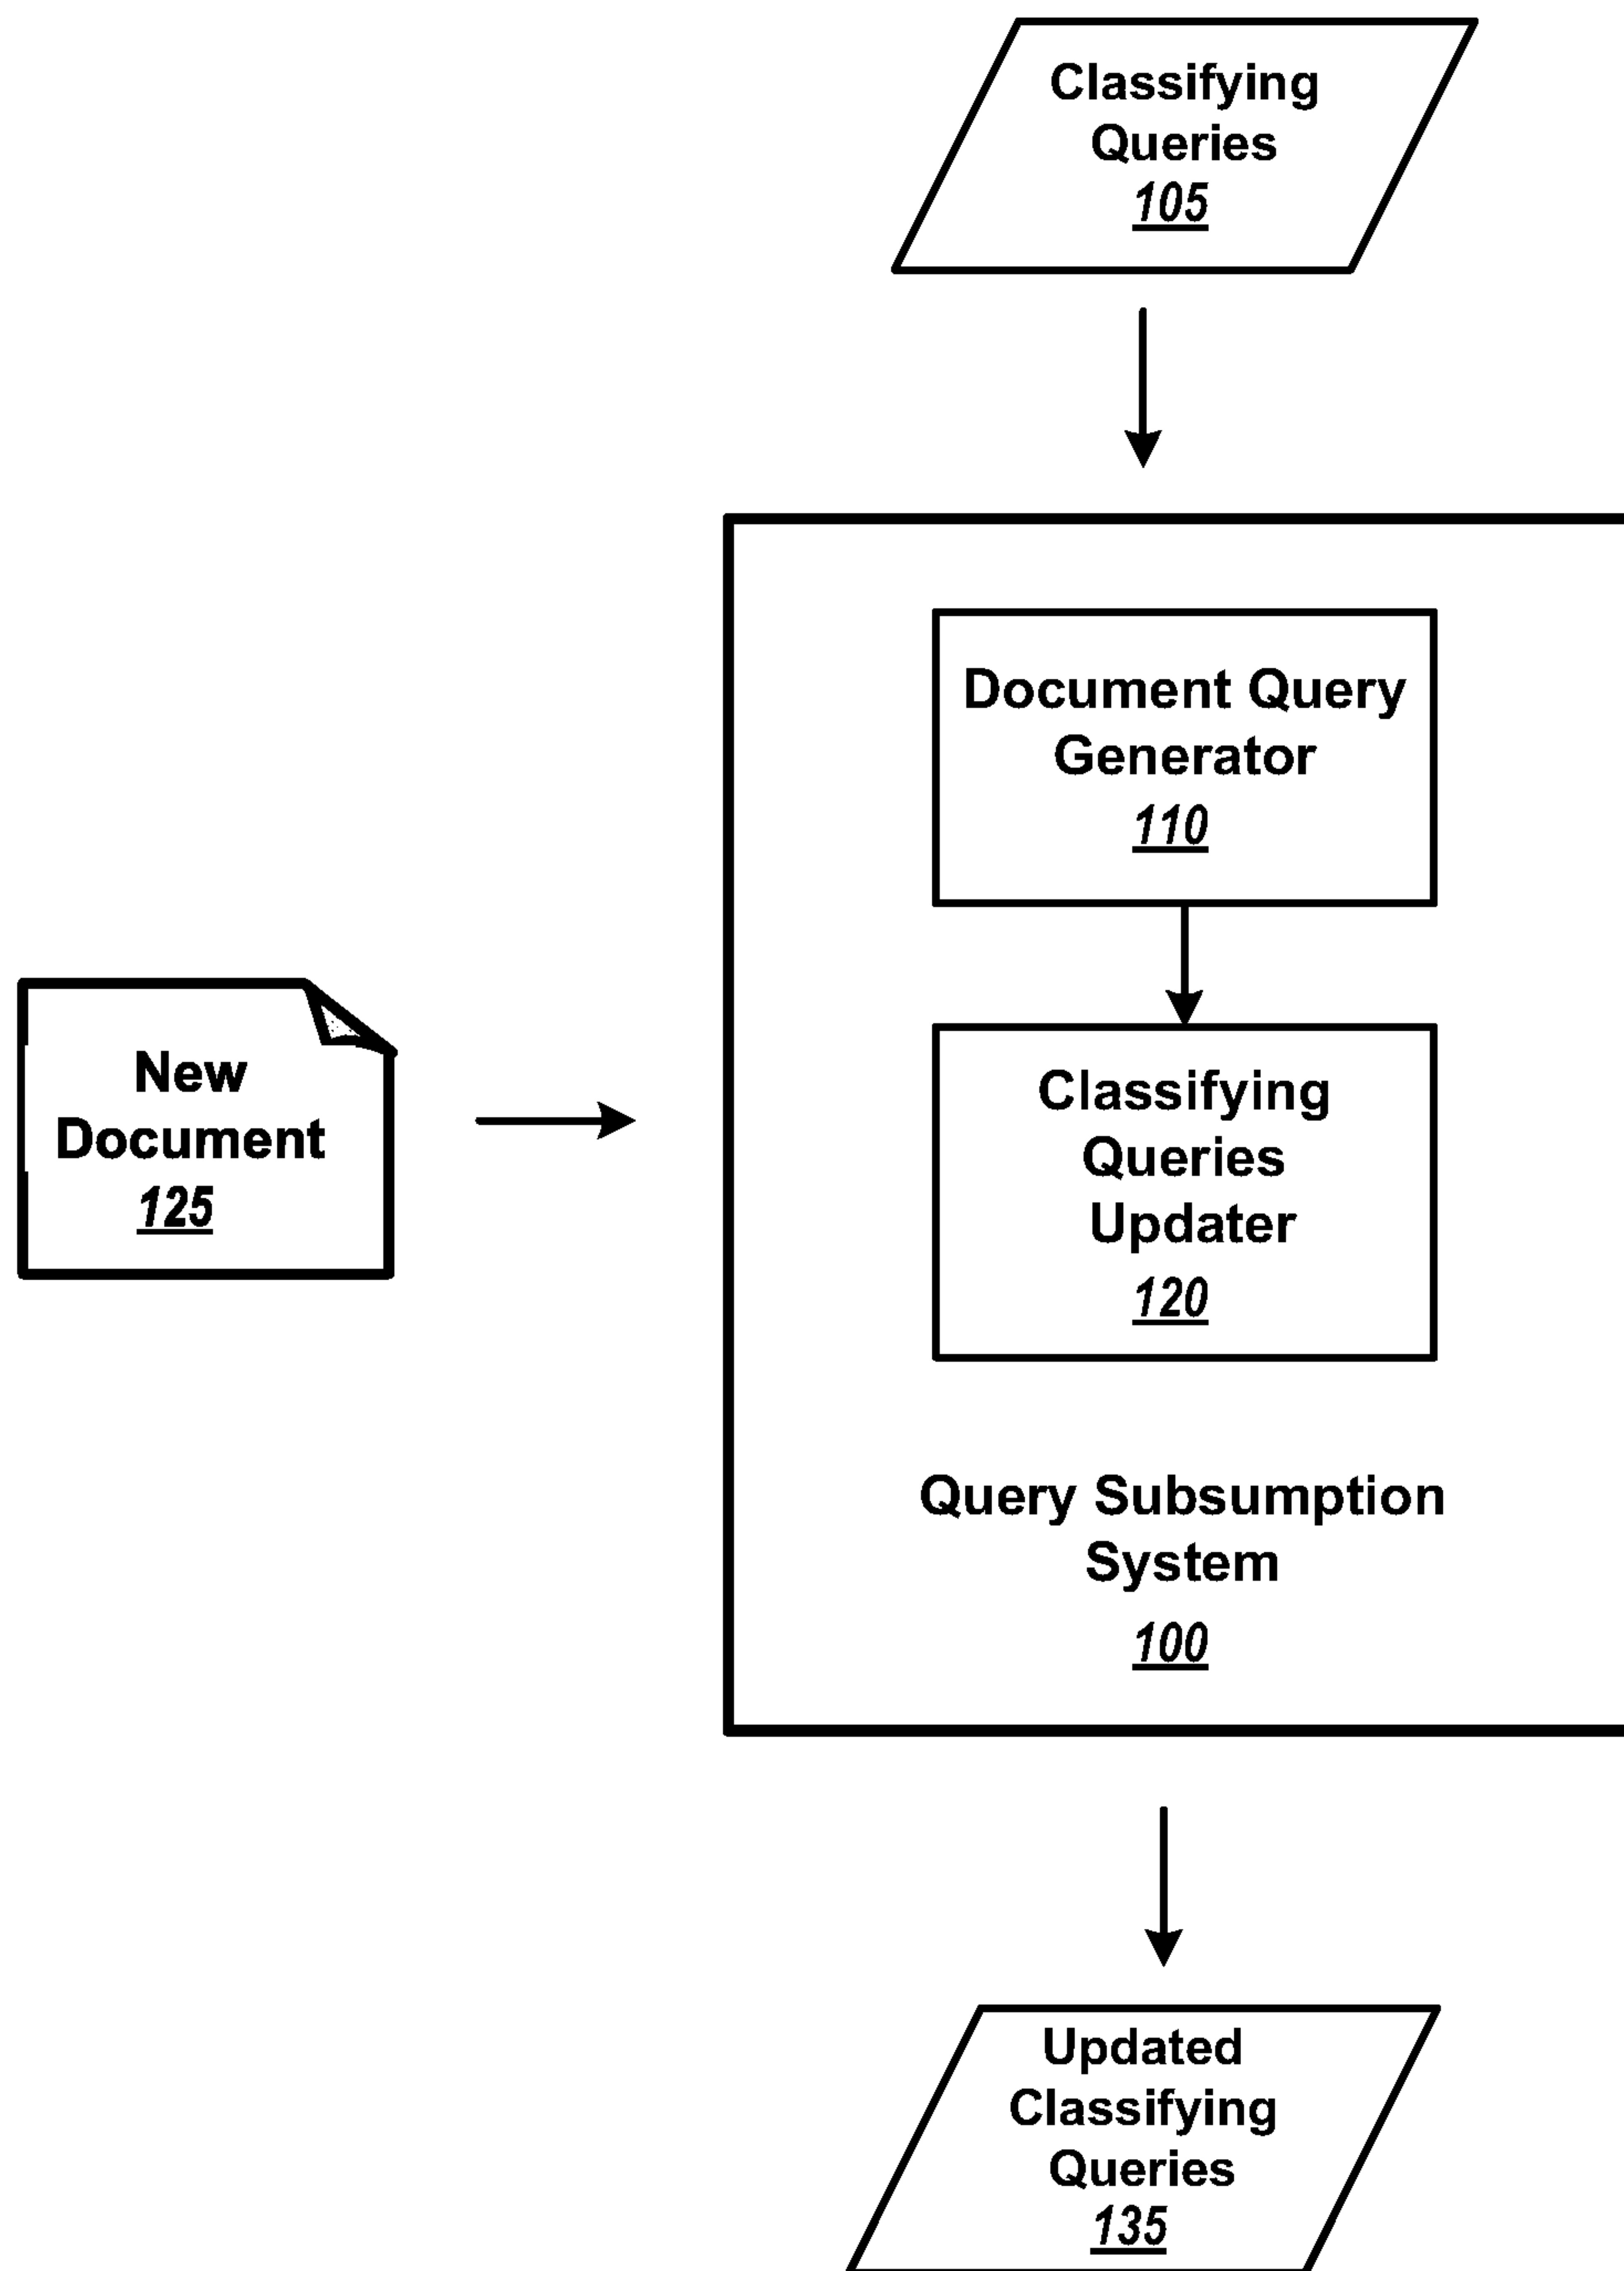 Classifying
Queries
105
Document Query
Generator
110
New
Document
125
Classifying
Queries
Updater
120
Query Subsumption
System
100
Updated
Classifying
Queries
135